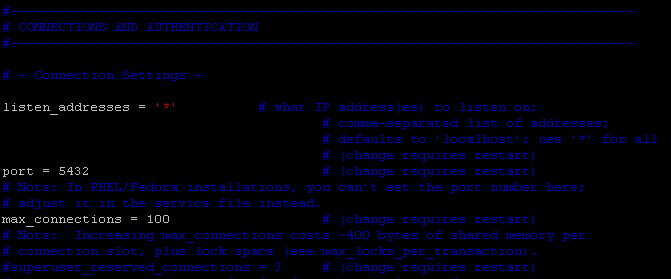 #------------------------------------------------------------------------------
# CONNECTIONS AND AUTHENTICATION
#------------------------------------------------------------------------------
# - Connection Settings -
listen_addresses = '*' # what IP address(es) to listen on;
# comma-separated list of addresses;
# defaults to 'localhost'; use '*' for all
# (change requires restart)
port = 5432 # (change requires restart)
# Note: In RHEL/Fedora installations, you can't set the port number here;
# adjust it in the service file instead.
max_connections = 100 # (change requires restart)
# Note:  Increasing max_connections costs ~400 bytes of shared memory per
# connection slot, plus lock space (see max_locks_per_transaction).
#superuser_reserved_connections = 3 # (change requires restart)